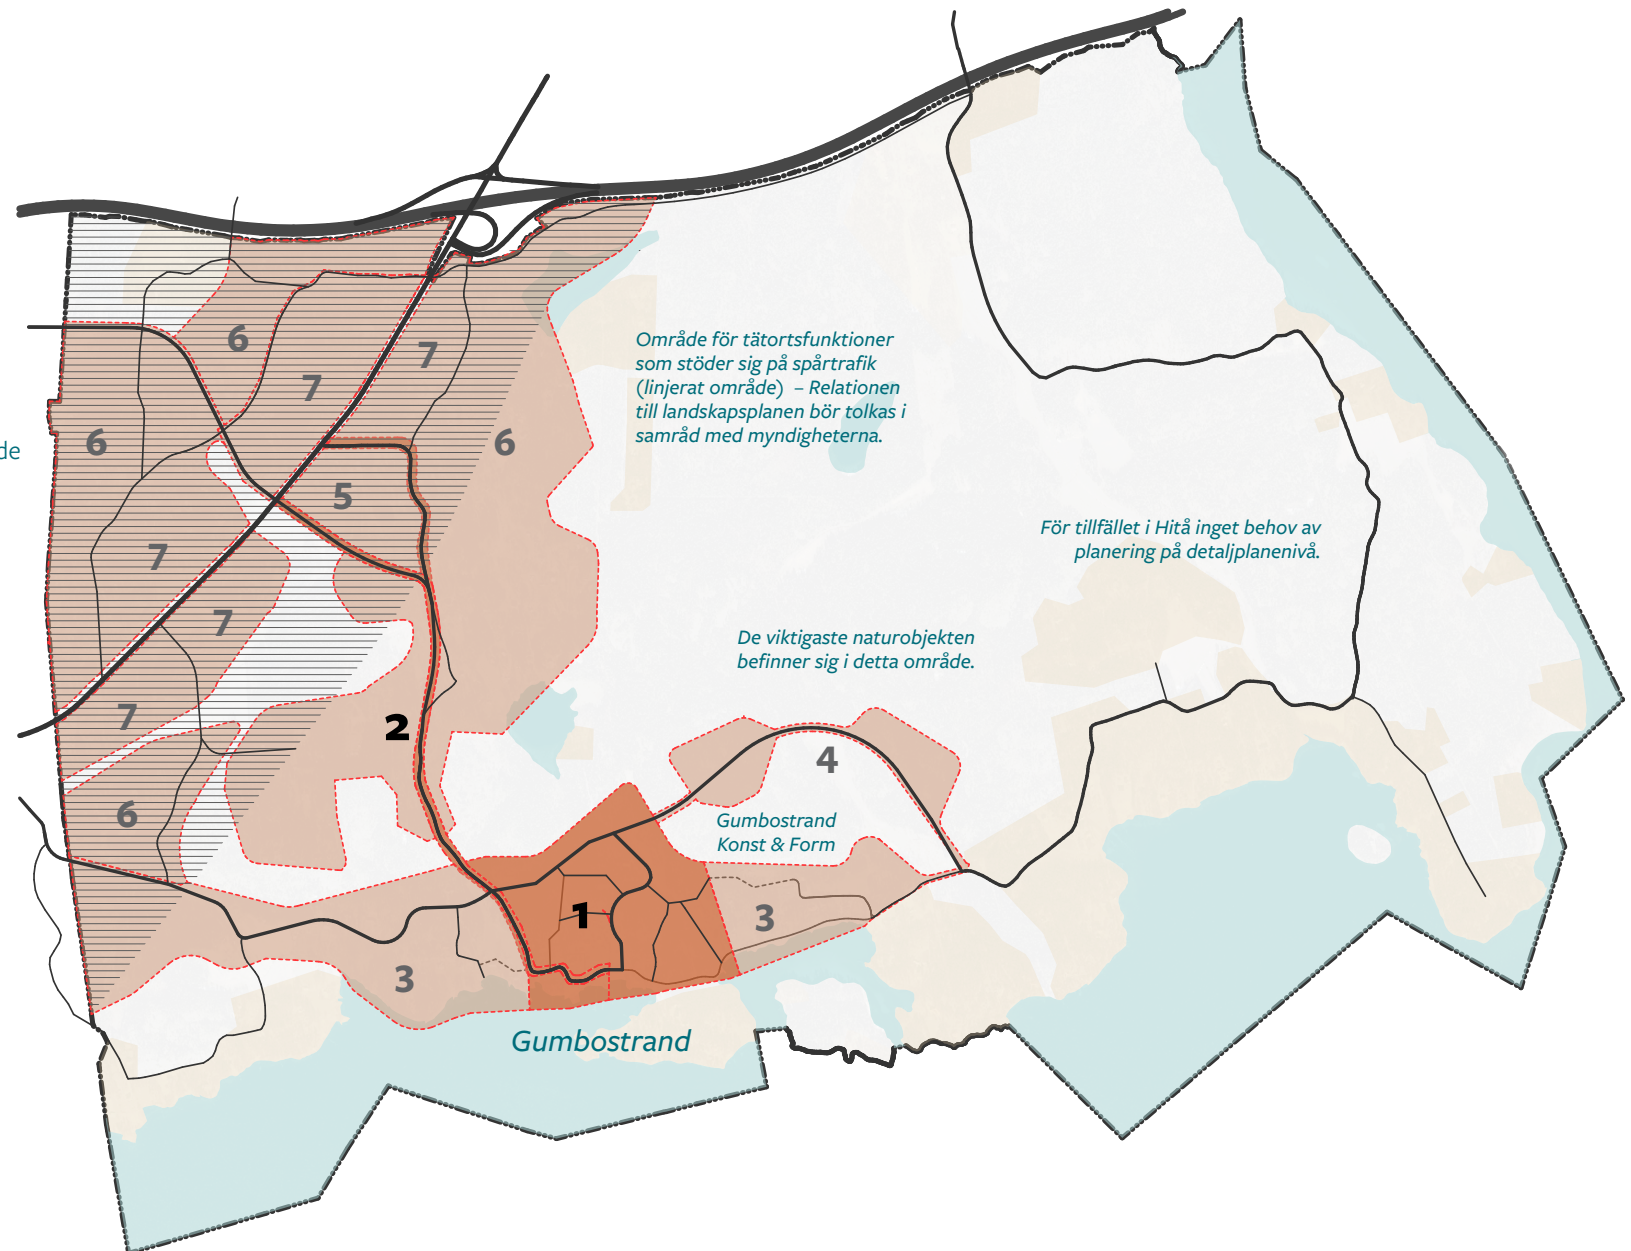 6
7
7
Område för tätortsfunktioner
som stöder sig på spårtrafik
(linjerat område) – Relationen
till landskapsplanen bör tolkas i
samråd med myndigheterna.
6
6
de
5
För tillfället i Hitå inget behov av
planering på detaljplanenivå.
7
7
De viktigaste naturobjekten
befinner sig i detta område.
7
2
4
6
Gumbostrand
Konst & Form
1
3
3
Gumbostrand